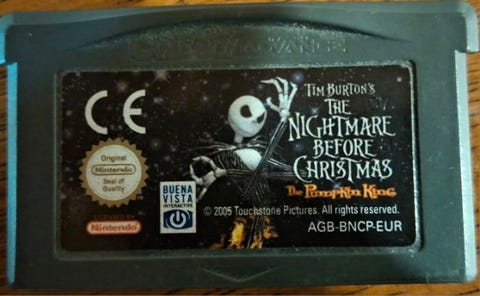 GAME BOY ADVANCE
CE
TIM BURTON'S
THE
NIGHTMARE
BEFORE
CHRISTMAS
The Pumpkin King
Original
Nintendo
Seal of
Quality
BUENA
VISTA
INTERACTIVE
© 2005 Touchstone Pictures. All rights reserved.
Nintendo
AGB-BNCP-EUR